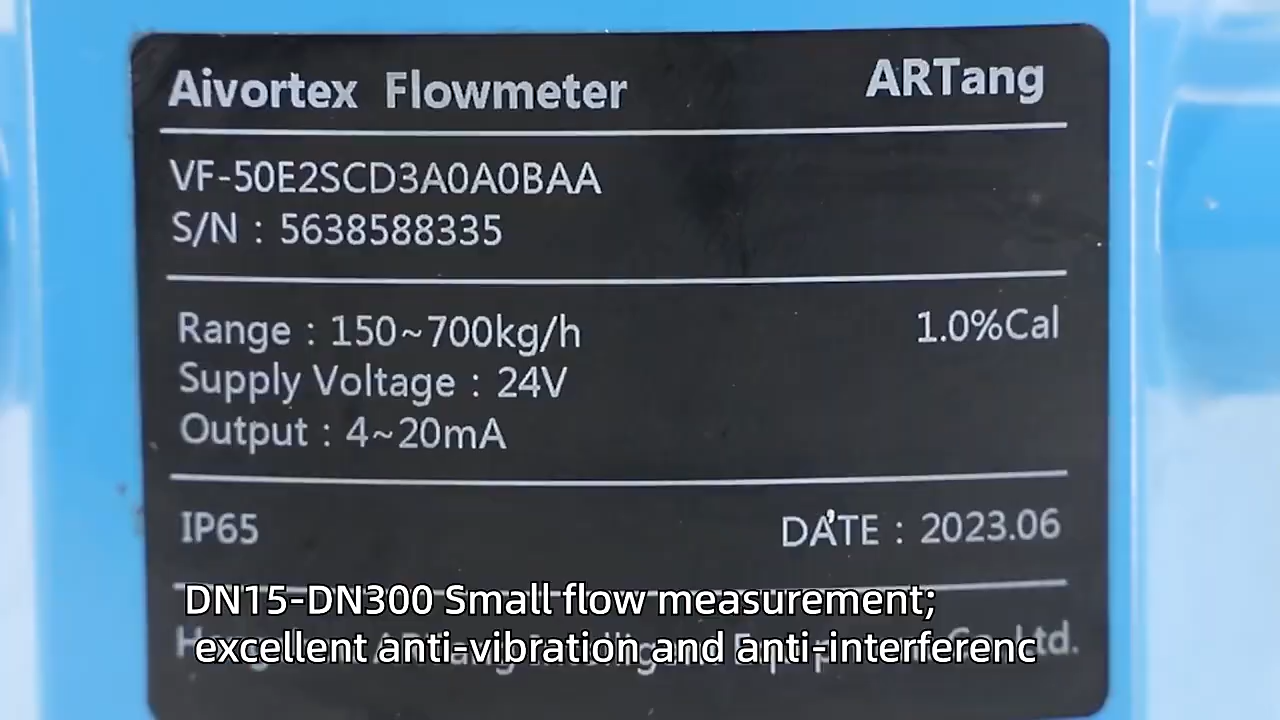 Aivortex Flowmeter ARTang
VF-50E2SCD3A0A0BAA
S/N : 5638588335
Range : 150~700kg/h 1.0%Cal
Supply Voltage : 24V
Output : 4~20mA
IP65 DATE : 2023.06
DN15-DN300 Small flow measurement;
excellent anti-vibration and anti-interferenc
Ltd.